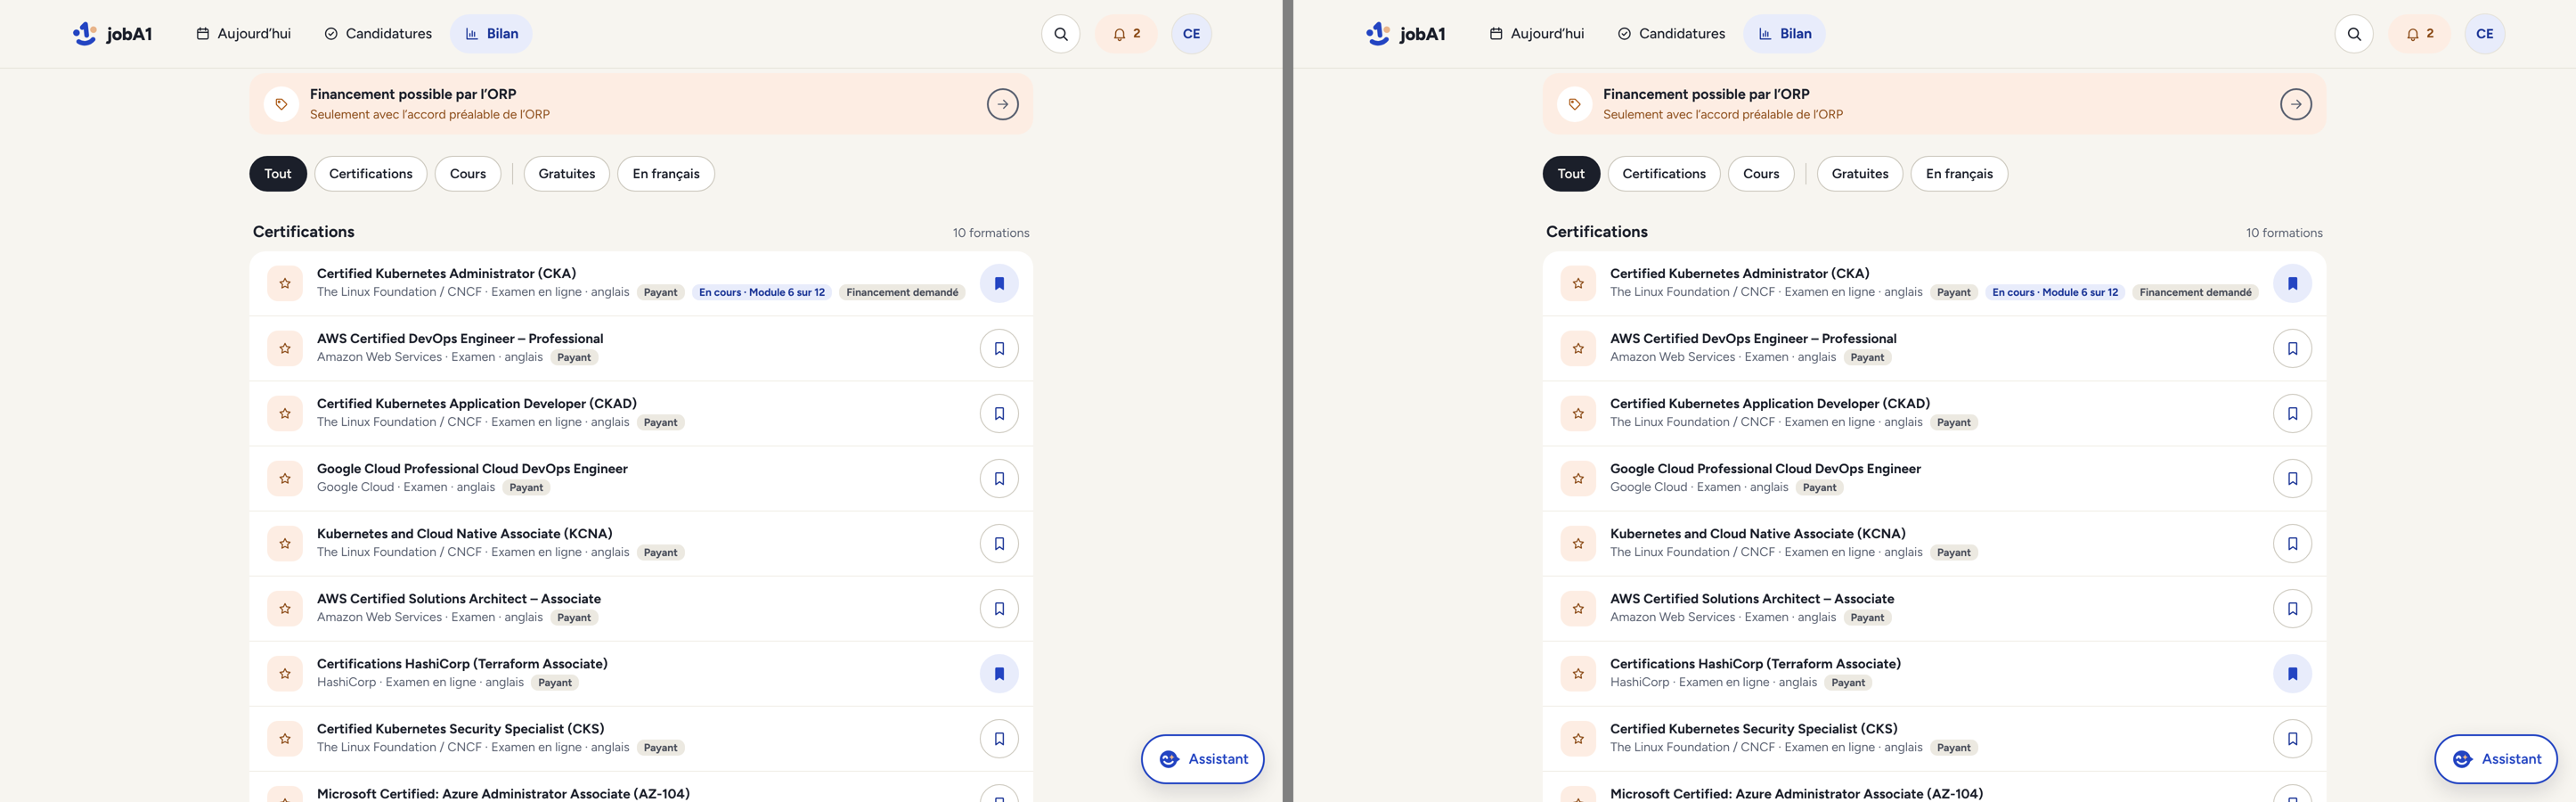 jobA1 Aujourd'hui Candidatures Bilan 2 CE
Financement possible par l'ORP
Seulement avec l'accord préalable de l'ORP
Tout Certifications Cours Gratuites En français
Certifications 10 formations
Certified Kubernetes Administrator (CKA)
The Linux Foundation / CNCF · Examen en ligne · anglais Payant En cours · Module 6 sur 12 Financement demandé
AWS Certified DevOps Engineer – Professional
Amazon Web Services · Examen · anglais Payant
Certified Kubernetes Application Developer (CKAD)
The Linux Foundation / CNCF · Examen en ligne · anglais Payant
Google Cloud Professional Cloud DevOps Engineer
Google Cloud · Examen · anglais Payant
Kubernetes and Cloud Native Associate (KCNA)
The Linux Foundation / CNCF · Examen en ligne · anglais Payant
AWS Certified Solutions Architect – Associate
Amazon Web Services · Examen · anglais Payant
Certifications HashiCorp (Terraform Associate)
HashiCorp · Examen en ligne · anglais Payant
Certified Kubernetes Security Specialist (CKS)
The Linux Foundation / CNCF · Examen en ligne · anglais Payant
Assistant
Microsoft Certified: Azure Administrator Associate (AZ-104)
jobA1 Aujourd'hui Candidatures Bilan 2 CE
Financement possible par l'ORP
Seulement avec l'accord préalable de l'ORP
Tout Certifications Cours Gratuites En français
Certifications 10 formations
Certified Kubernetes Administrator (CKA)
The Linux Foundation / CNCF · Examen en ligne · anglais Payant En cours · Module 6 sur 12 Financement demandé
AWS Certified DevOps Engineer – Professional
Amazon Web Services · Examen · anglais Payant
Certified Kubernetes Application Developer (CKAD)
The Linux Foundation / CNCF · Examen en ligne · anglais Payant
Google Cloud Professional Cloud DevOps Engineer
Google Cloud · Examen · anglais Payant
Kubernetes and Cloud Native Associate (KCNA)
The Linux Foundation / CNCF · Examen en ligne · anglais Payant
AWS Certified Solutions Architect – Associate
Amazon Web Services · Examen · anglais Payant
Certifications HashiCorp (Terraform Associate)
HashiCorp · Examen en ligne · anglais Payant
Certified Kubernetes Security Specialist (CKS)
The Linux Foundation / CNCF · Examen en ligne · anglais Payant
Assistant
Microsoft Certified: Azure Administrator Associate (AZ-104)